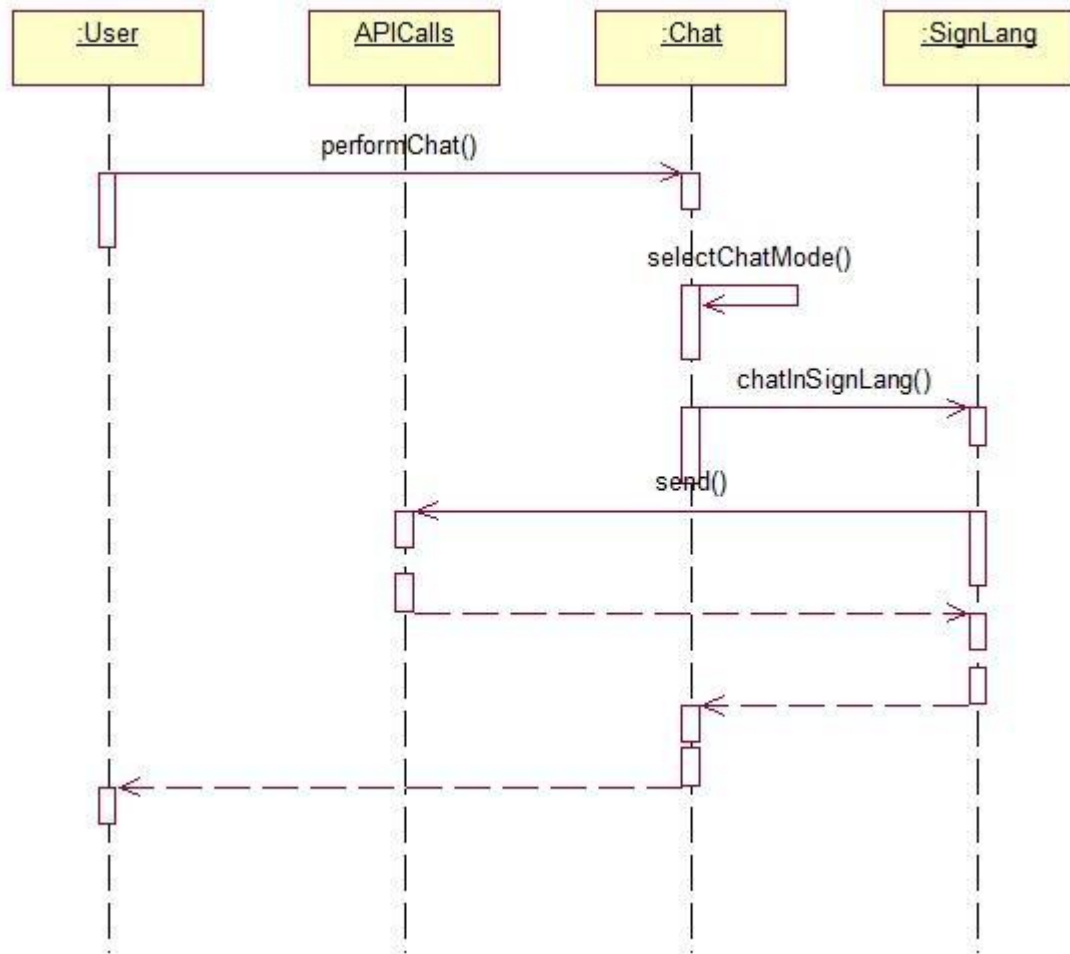 :User
APICalls
:Chat
:SignLang
performChat()
selectChatMode()
chatInSignLang()
send()